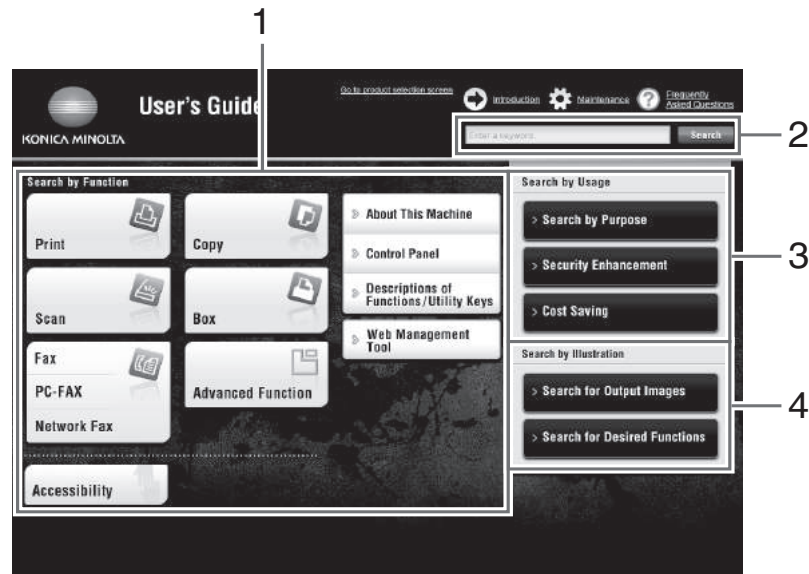 1
Go to product selection screen
Introduction
Maintenance
Frequently
Asked Questions
User's Guide
KONICA MINOLTA
Enter a keyword.
Search
2
Search by Function
Print
Copy
Scan
Box
Fax
PC-FAX
Network Fax
Advanced Function
Accessibility
About This Machine
Control Panel
Descriptions of
Functions/Utility Keys
Web Management
Tool
Search by Usage
> Search by Purpose
> Security Enhancement
> Cost Saving
3
Search by Illustration
> Search for Output Images
> Search for Desired Functions
4